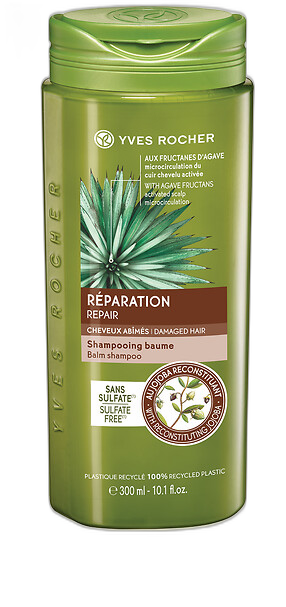 YVES ROCHER
AUX FRUCTANES D'AGAVE
microcirculation du
cuir chevelu activée
WITH AGAVE FRUCTANS
activated scalp
microcirculation
YVES ROCHER
RÉPARATION
REPAIR
CHEVEUX ABÎMÉS | DAMAGED HAIR
Shampooing baume
Balm shampoo
SANS
SULFATE(1)
SULFATE
FREE(1)
AU JOJOBA RECONSTITUANT
WITH RECONSTITUTING JOJOBA
PLASTIQUE RECYCLÉ 100% RECYCLED PLASTIC
e 300 ml - 10.1 fl.oz.